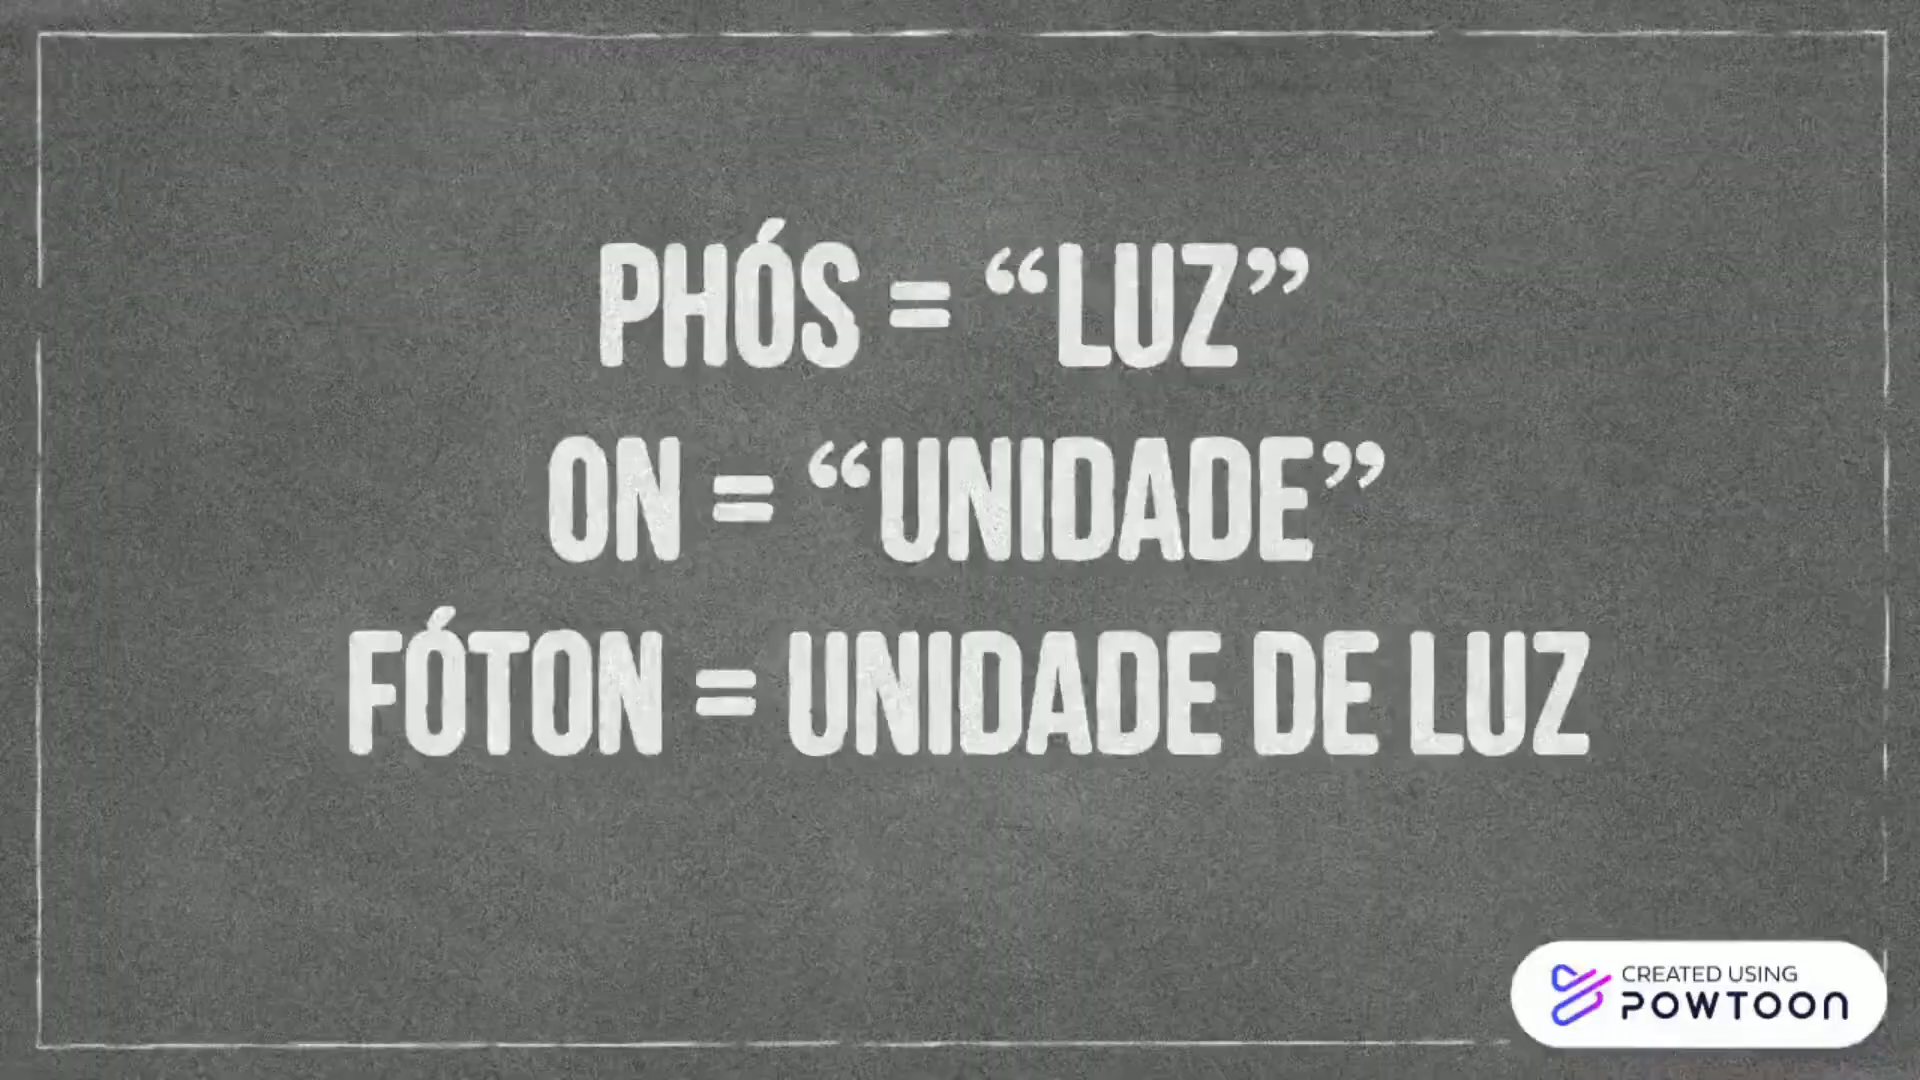 PHÓS = “LUZ”
ON = “UNIDADE”
FÓTON = UNIDADE DE LUZ
CREATED USING
POWTOON